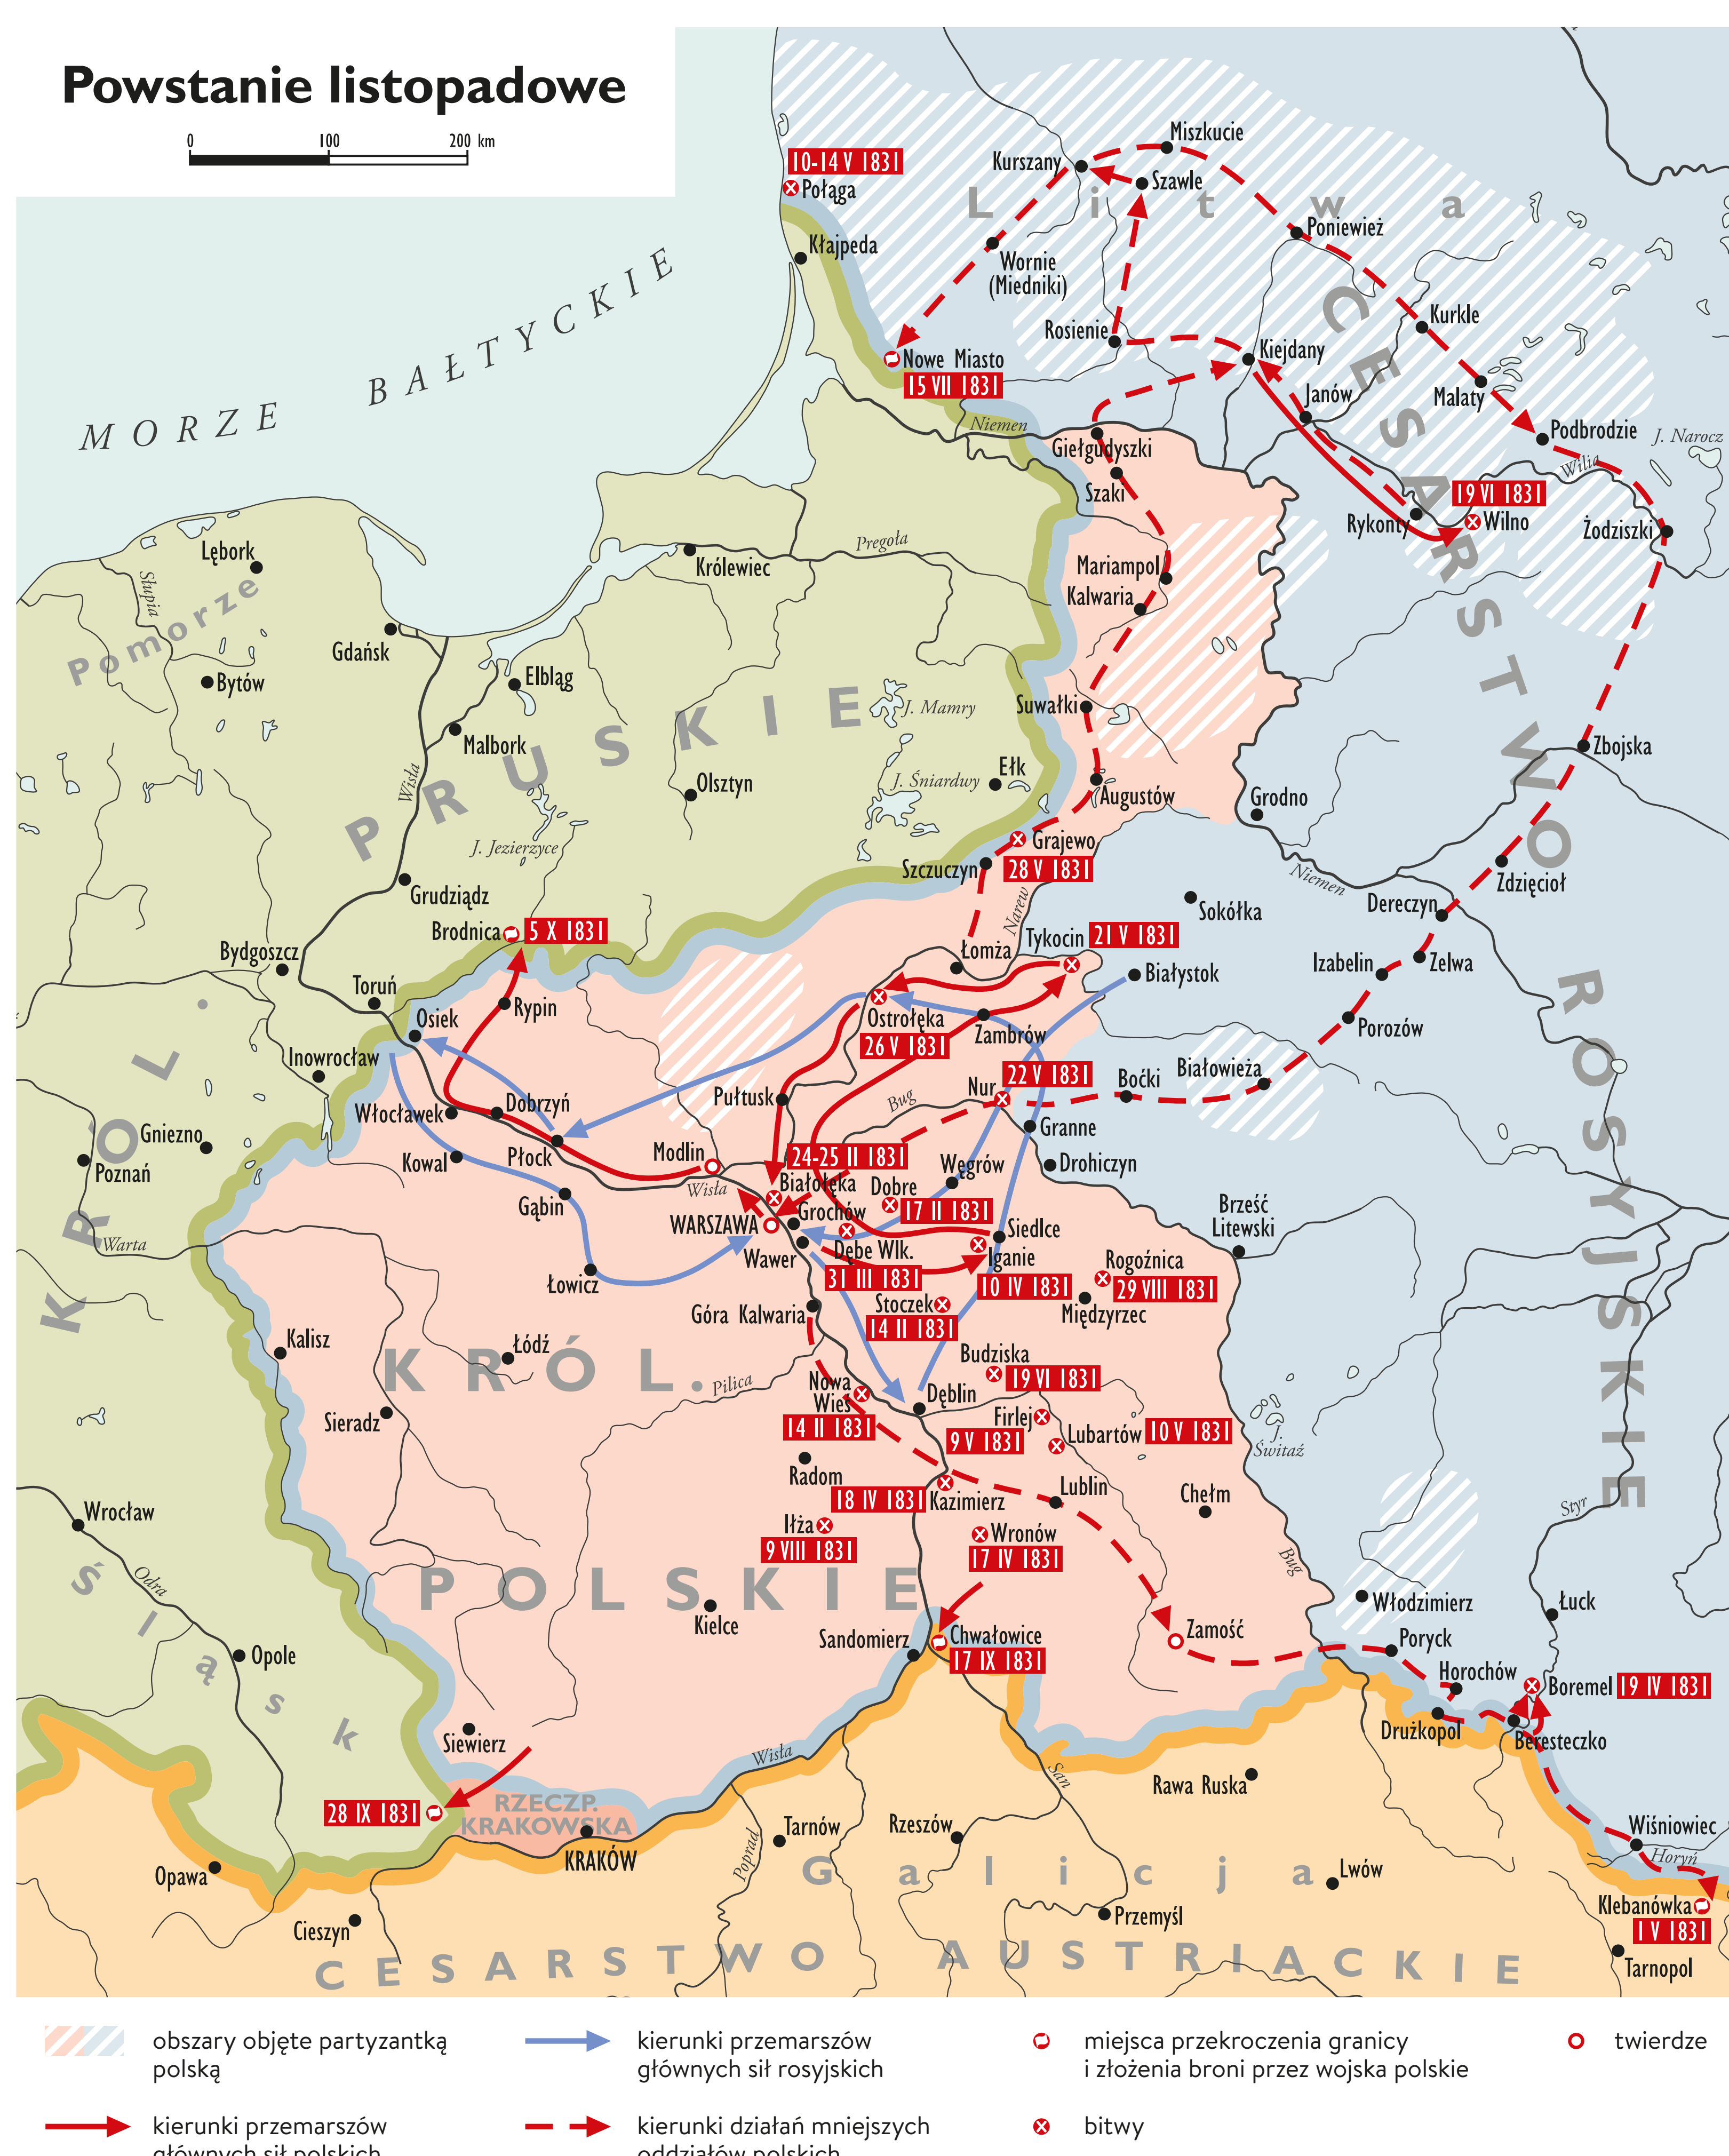 Powstanie listopadowe
0 100 200 km
MORZE BAŁTYCKIE
10-14 V 1831
Połąga
Kłajpeda
Kurszany
Miszkucie
Szawle
Litwa
Poniewież
Wornie
(Miedniki)
Rosienie
Kurkle
Kiejdany
Nowe Miasto
15 VII 1831
Janów
Malaty
Podbrodzie
J. Narocz
Niemen
Giełgudyszki
Szaki
Wilia
19 VI 1831
Wilno
Rykonty
Żodziszki
CESARSTWO
ROSYJSKIE
Lębork
Słupia
Pomorze
Królewiec
Pregoła
Mariampol
Kalwaria
Gdańsk
Bytów
Elbląg
KRÓL.
PRUSKIE
J. Mamry
Suwałki
Malbork
Wisła
Olsztyn
J. Śniardwy
Ełk
Augustów
Grodno
Zbojska
J. Jezierzyce
Grajewo
28 V 1831
Szczuczyn
Niemen
Zdzięcioł
Grudziądz
Narew
Sokółka
Dereczyn
Brodnica
5 X 1831
Tykocin
21 V 1831
Bydgoszcz
Łomża
Białystok
Izabelin
Zelwa
Toruń
Rypin
Osiek
Ostrołęka
26 V 1831
Zambrów
Porozów
Inowrocław
Nur
22 V 1831
Boćki
Białowieża
Pułtusk
Bug
Włocławek
Dobrzyń
Granne
Gniezno
Poznań
Kowal
Płock
Modlin
24-25 II 1831
Węgrów
Drohiczyn
Wisła
Białołęka
Dobre
17 II 1831
Gąbin
WARSZAWA
Grochów
Siedlce
Brześć
Litewski
Warta
Wawer
Dębe Wlk.
31 III 1831
Iganie
10 IV 1831
Rogoźnica
29 VIII 1831
Łowicz
Międzyrzec
Góra Kalwaria
Stoczek
14 II 1831
Kalisz
Łódź
Budziska
19 VI 1831
KRÓL.
Pilica
Nowa
Wieś
14 II 1831
Dęblin
Sieradz
Firlej
9 V 1831
Lubartów
10 V 1831
J.
Świtaź
Radom
Lublin
Chełm
Wrocław
18 IV 1831
Kazimierz
Styr
Iłża
9 VIII 1831
Wronów
17 IV 1831
Odra
Śląsk
POLSKIE
Bug
Kielce
Włodzimierz
Łuck
Sandomierz
Chwałowice
17 IX 1831
Zamość
Poryck
Opole
Horochów
Boremel
19 IV 1831
Drużkopol
Beresteczko
Siewierz
Wisła
San
Rawa Ruska
28 IX 1831
RZECZP.
KRAKOWSKA
KRAKÓW
Tarnów
Rzeszów
Wiśniowiec
Horyń
Poprad
Galicja
Lwów
Opawa
Klebanówka
1 V 1831
Cieszyn
Przemyśl
Tarnopol
CESARSTWO AUSTRIACKIE
obszary objęte partyzantką
polską
kierunki przemarszów
głównych sił rosyjskich
miejsca przekroczenia granicy
i złożenia broni przez wojska polskie
twierdze
kierunki przemarszów
głównych sił polskich
kierunki działań mniejszych
oddziałów polskich
bitwy